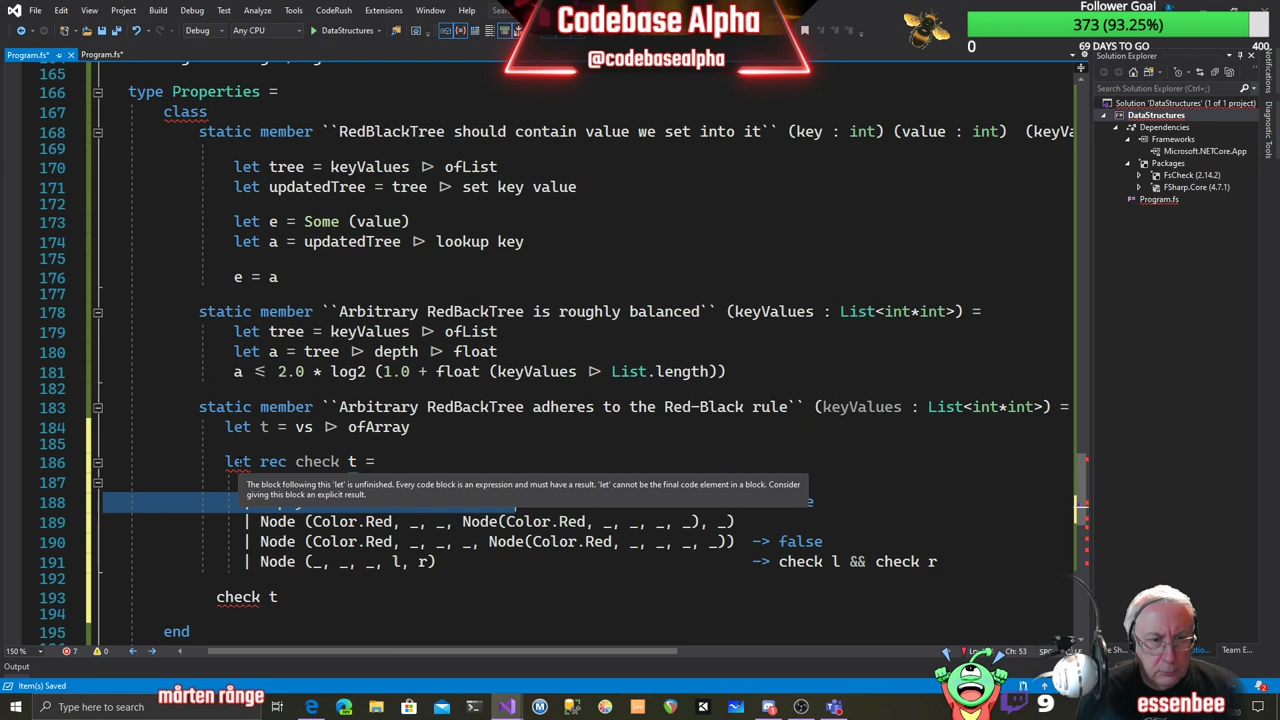 File Edit View Git Project Build Debug Test Analyze Tools CodeRush Extensions Window Help
Codebase Alpha
@codebasealpha
Follower Goal
373 (93.25%)
0 69 DAYS TO GO 400
Debug Any CPU DataStructures
Program.fs* Program.fs*
Solution Explorer
Search Solution Explorer (Ctrl+;)
Solution 'DataStructures' (1 of 1 project)
DataStructures
Dependencies
Frameworks
Microsoft.NETCore.App
Packages
FsCheck (2.14.2)
FSharp.Core (4.7.1)
Program.fs
Notifications
Diagnostic Tools
165
166 type Properties =
167 class
168 static member ``RedBlackTree should contain value we set into it`` (key : int) (value : int) (keyVa
169
170 let tree = keyValues |> ofList
171 let updatedTree = tree |> set key value
172
173 let e = Some (value)
174 let a = updatedTree |> lookup key
175
176 e = a
177
178 static member ``Arbitrary RedBackTree is roughly balanced`` (keyValues : List<int*int>) =
179 let tree = keyValues |> ofList
180 let a = tree |> depth |> float
181 a <= 2.0 * log2 (1.0 + float (keyValues |> List.length))
182
183 static member ``Arbitrary RedBackTree adheres to the Red-Black rule`` (keyValues : List<int*int>) =
184 let t = vs |> ofArray
185
186 let rec check t =
187
The block following this 'let' is unfinished. Every code block is an expression and must have a result. 'let' cannot be the final code element in a block. Consider
giving this block an explicit result.
188
189 | Node (Color.Red, _, _, Node(Color.Red, _, _, _, _), _)
190 | Node (Color.Red, _, _, _, Node(Color.Red, _, _, _, _)) -> false
191 | Node (_, _, _, l, r) -> check l && check r
192
193 check t
194
195 end
150 % 7 0 Ch: 53 SPC
Team E...
Output
Item(s) Saved
mårten rånge
Type here to search
9
essenbee